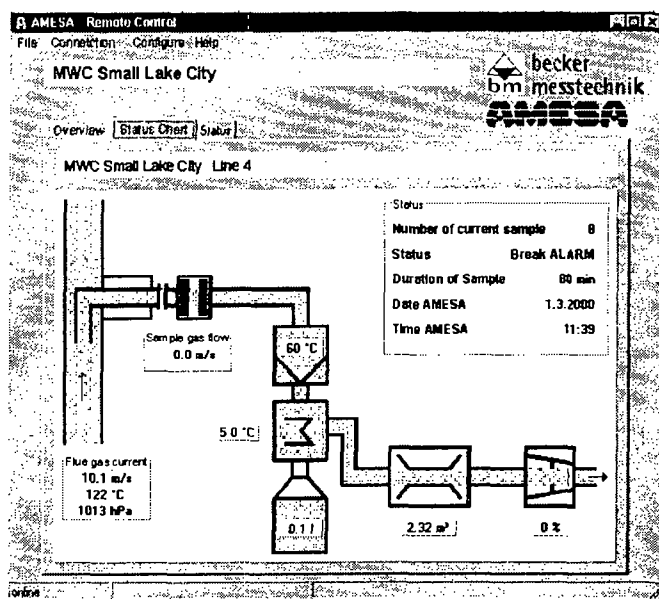 AMESA Remote Control
File Connection Configure Help
MWC Small Lake City
becker
bm messtechnik
AMESA
Overview Status Chart Status
MWC Small Lake City Line 4
Status
Number of current sample 8
Status Break ALARM
Duration of Sample 60 min
Date AMESA 1.3.2000
Time AMESA 11:39
Sample gas flow
0.0 m/s
60 °C
5.0 °C
Flue gas current
10.1 m/s
122 °C
1013 hPa
0.1 l
2.32 m³
0 %
online